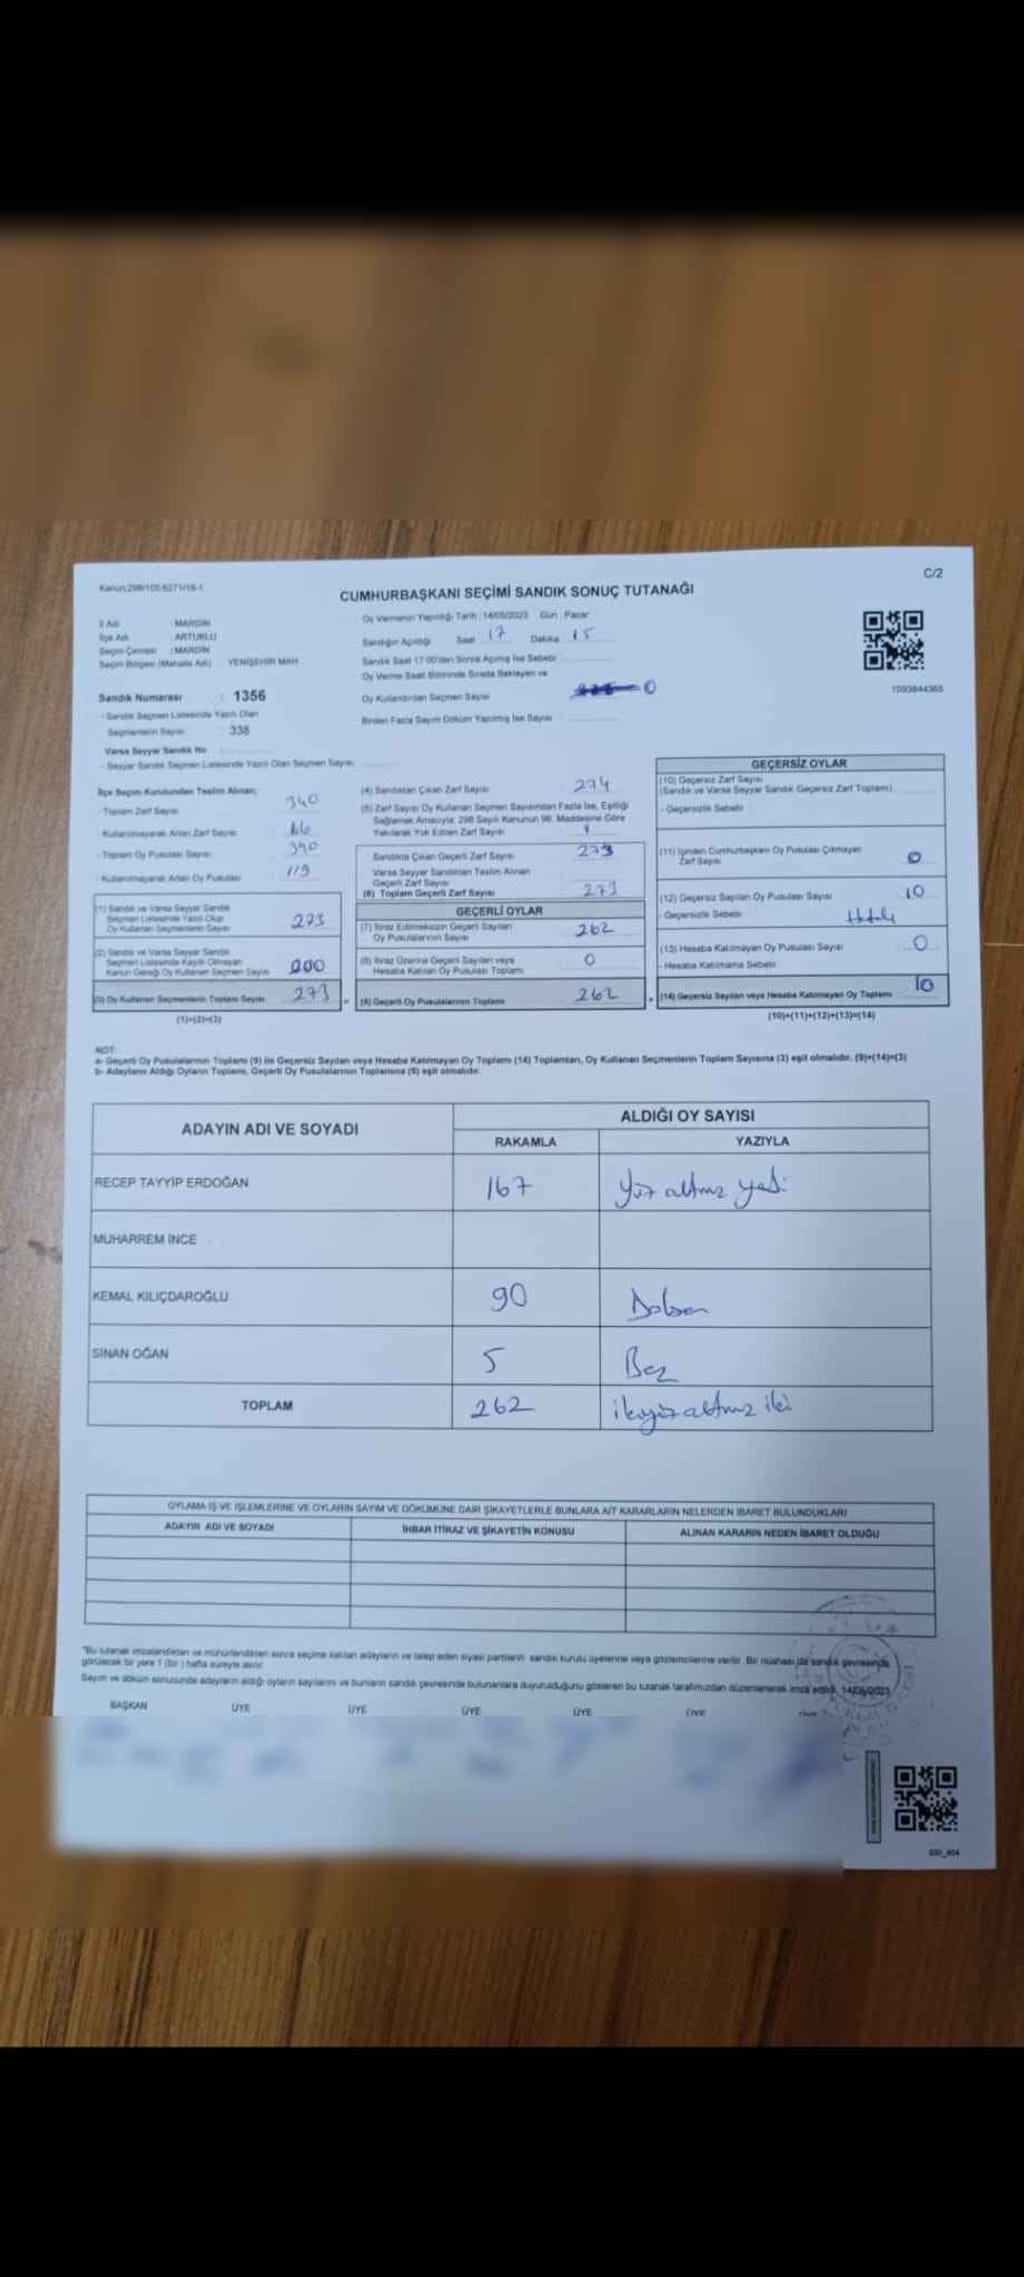 Kanun:298/105 6271/16-1
C/2
CUMHURBAŞKANI SEÇİMİ SANDIK SONUÇ TUTANAĞI
İl Adı : MARDİN
İlçe Adı : ARTUKLU
Seçim Çevresi : MARDİN
Seçim Bölgesi (Mahalle Adı) YENİŞEHİR MAH
Sandık Numarası : 1356
- Sandık Seçmen Listesinde Yazılı Olan
Seçmenlerin Sayısı 338
Varsa Seyyar Sandık No
- Seyyar Sandık Seçmen Listesinde Yazılı Olan Seçmen Sayısı
Oy Vermenin Yapıldığı Tarih :14/05/2023 Gün : Pazar
Sandığın Açıldığı Saat 17 Dakika 15
Sandık Saat 17:00'den Sonra Açılmış İse Sebebi
Oy Verme Saati Bitiminde Sırada Bekleyen ve
Oy Kullandırılan Seçmen Sayısı 0
Birden Fazla Sayım Döküm Yapılmış İse Sayısı
1093844365
İlçe Seçim Kurulundan Teslim Alınan;
- Toplam Zarf Sayısı 340
- Kullanılmayarak Artan Zarf Sayısı 66
- Toplam Oy Pusulası Sayısı 390
- Kullanılmayarak Artan Oy Pusulası 119
(1) Sandık ve Varsa Seyyar Sandık
Seçmen Listesinde Yazılı Olup
Oy Kullanan Seçmenlerin Sayısı 273
(2) Sandık ve Varsa Seyyar Sandık
Seçmen Listesinde Kayıtlı Olmayan
Kanun Gereği Oy Kullanan Seçmen Sayısı 000
(3) Oy Kullanan Seçmenlerin Toplam Sayısı 273
(1)+(2)=(3)
(4) Sandıktan Çıkan Zarf Sayısı 274
(5) Zarf Sayısı Oy Kullanan Seçmen Sayısından Fazla İse, Eşitliği
Sağlamak Amacıyla; 298 Sayılı Kanunun 98. Maddesine Göre
Yakılarak Yok Edilen Zarf Sayısı 1
Sandıkta Çıkan Geçerli Zarf Sayısı 273
Varsa Seyyar Sandıktan Teslim Alınan
Geçerli Zarf Sayısı
(6) Toplam Geçerli Zarf Sayısı 273
GEÇERLİ OYLAR
(7) İtiraz Edilmeksizin Geçerli Sayılan
Oy Pusulalarının Sayısı 262
(8) İtiraz Üzerine Geçerli Sayılan veya
Hesaba Katılan Oy Pusulası Toplamı 0
(9) Geçerli Oy Pusulalarının Toplamı 262
GEÇERSİZ OYLAR
(10) Geçersiz Zarf Sayısı
(Sandık ve Varsa Seyyar Sandık Geçersiz Zarf Toplamı)
- Geçersizlik Sebebi
(11) İçinden Cumhurbaşkanı Oy Pusulası Çıkmayan
Zarf Sayısı 0
(12) Geçersiz Sayılan Oy Pusulası Sayısı 10
- Geçersizlik Sebebi Hatalı
(13) Hesaba Katılmayan Oy Pusulası Sayısı 0
- Hesaba Katılmama Sebebi
(14) Geçersiz Sayılan veya Hesaba Katılmayan Oy Toplamı 10
(10)+(11)+(12)+(13)=(14)
NOT:
a- Geçerli Oy Pusulalarının Toplamı (9) ile Geçersiz Sayılan veya Hesaba Katılmayan Oy Toplamı (14) Toplamları, Oy Kullanan Seçmenlerin Toplam Sayısına (3) eşit olmalıdır. (9)+(14)=(3)
b- Adayların Aldığı Oyların Toplamı, Geçerli Oy Pusulalarının Toplamına (9) eşit olmalıdır.
ADAYIN ADI VE SOYADI ALDIĞI OY SAYISI
RAKAMLA YAZIYLA
RECEP TAYYİP ERDOĞAN 167 Yüz altmış yedi
MUHARREM İNCE
KEMAL KILIÇDAROĞLU 90 Doksan
SİNAN OĞAN 5 Beş
TOPLAM 262 ikiyüz altmış iki
OYLAMA İŞ VE İŞLEMLERİNE VE OYLARIN SAYIM VE DÖKÜMÜNE DAİR ŞİKAYETLERLE BUNLARA AİT KARARLARIN NELERDEN İBARET BULUNDUKLARI
ADAYIN ADI VE SOYADI İHBAR İTİRAZ VE ŞİKAYETİN KONUSU ALINAN KARARIN NEDEN İBARET OLDUĞU
*Bu tutanak imzalandıktan ve mühürlendikten sonra seçime katılan adayların ve talep eden siyasi partilerin sandık kurulu üyelerine veya gözlemcilerine verilir. Bir nüshası da sandık çevresinde
görülecek bir yere 1 (bir) hafta süreyle asılır.
Sayım ve döküm sonucunda adayların aldığı oyların sayılarını ve bunların sandık çevresinde bulunanlara duyurulduğunu gösteren bu tutanak tarafımızdan düzenlenerek imza edildi. 14/05/2023
BAŞKAN ÜYE ÜYE ÜYE ÜYE ÜYE